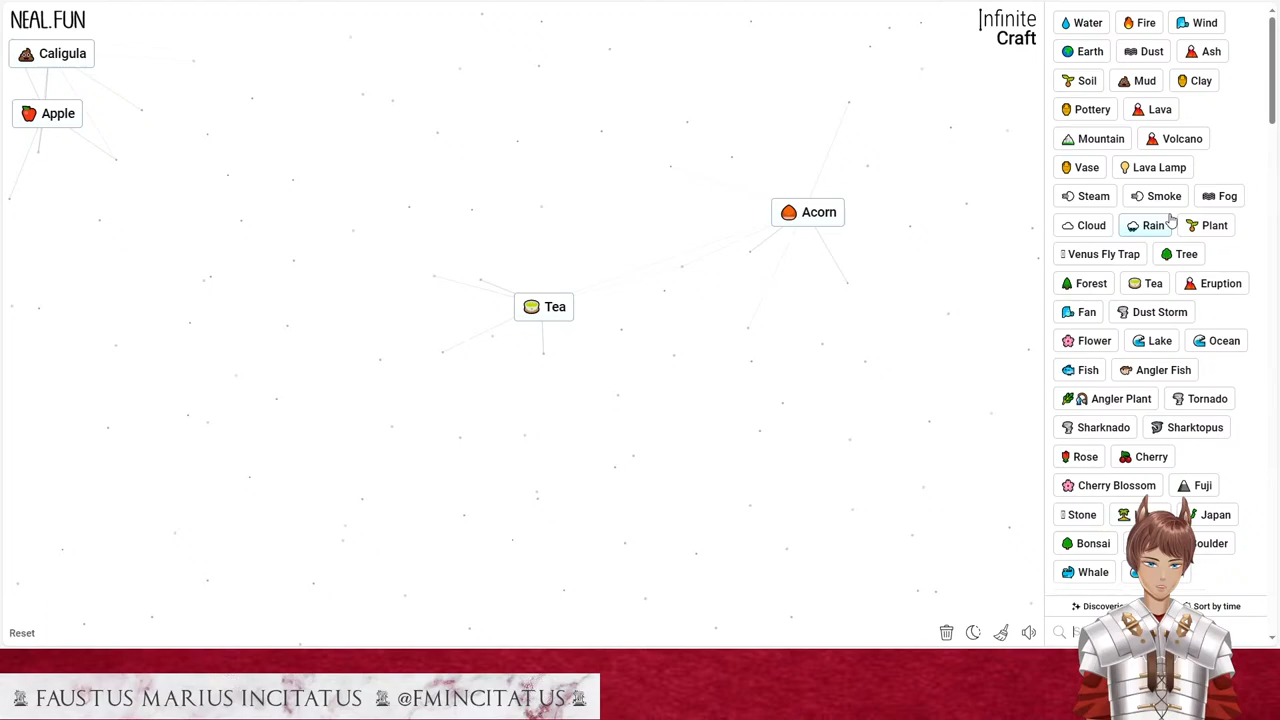 NEAL.FUN
Infinite
Craft
Caligula
Apple
Acorn
Tea
Water Fire Wind
Earth Dust Ash
Soil Mud Clay
Pottery Lava
Mountain Volcano
Vase Lava Lamp
Steam Smoke Fog
Cloud Rain Plant
Venus Fly Trap Tree
Forest Tea Eruption
Fan Dust Storm
Flower Lake Ocean
Fish Angler Fish
Angler Plant Tornado
Sharknado Sharktopus
Rose Cherry
Cherry Blossom Fuji
Stone Japan
Bonsai oulder
Whale
Discoverie Sort by time
Reset
FAUSTUS MARIUS INCITATUS @FMINCITATUS